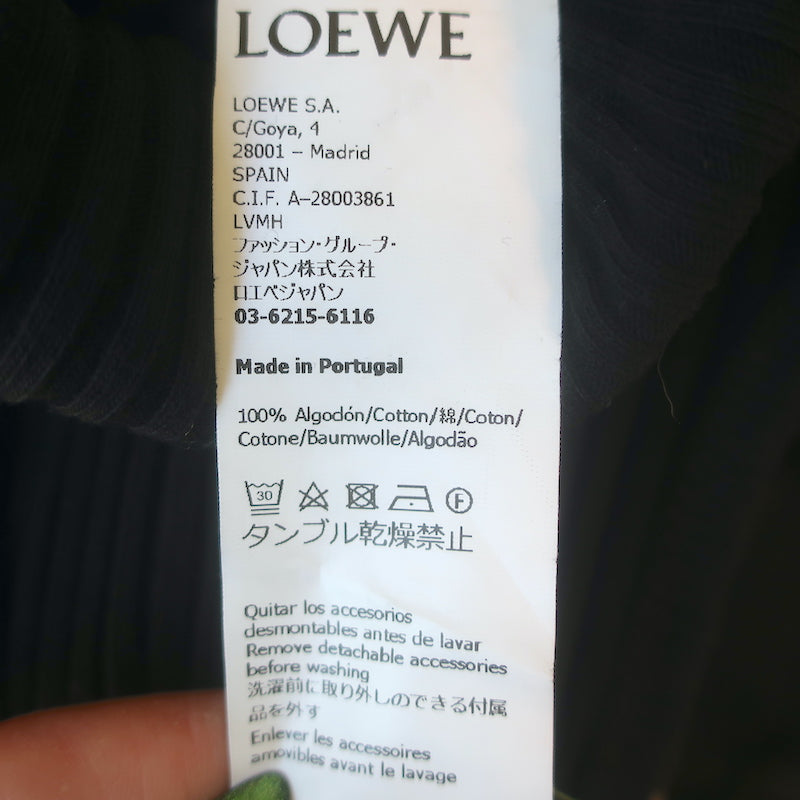 LOEWE
LOEWE S.A.
C/Goya, 4
28001 – Madrid
SPAIN
C.I.F. A–28003861
LVMH
ファッション・グループ・
ジャパン株式会社
ロエベジャパン
03-6215-6116
Made in Portugal
100% Algodón/Cotton/綿/Coton/
Cotone/Baumwolle/Algodão
30 F
タンブル乾燥禁止
Quitar los accesorios
desmontables antes de lavar
Remove detachable accessories
before washing
洗濯前に取り外しのできる付属
品を外す
Enlever les accessoires
amovibles avant le lavage